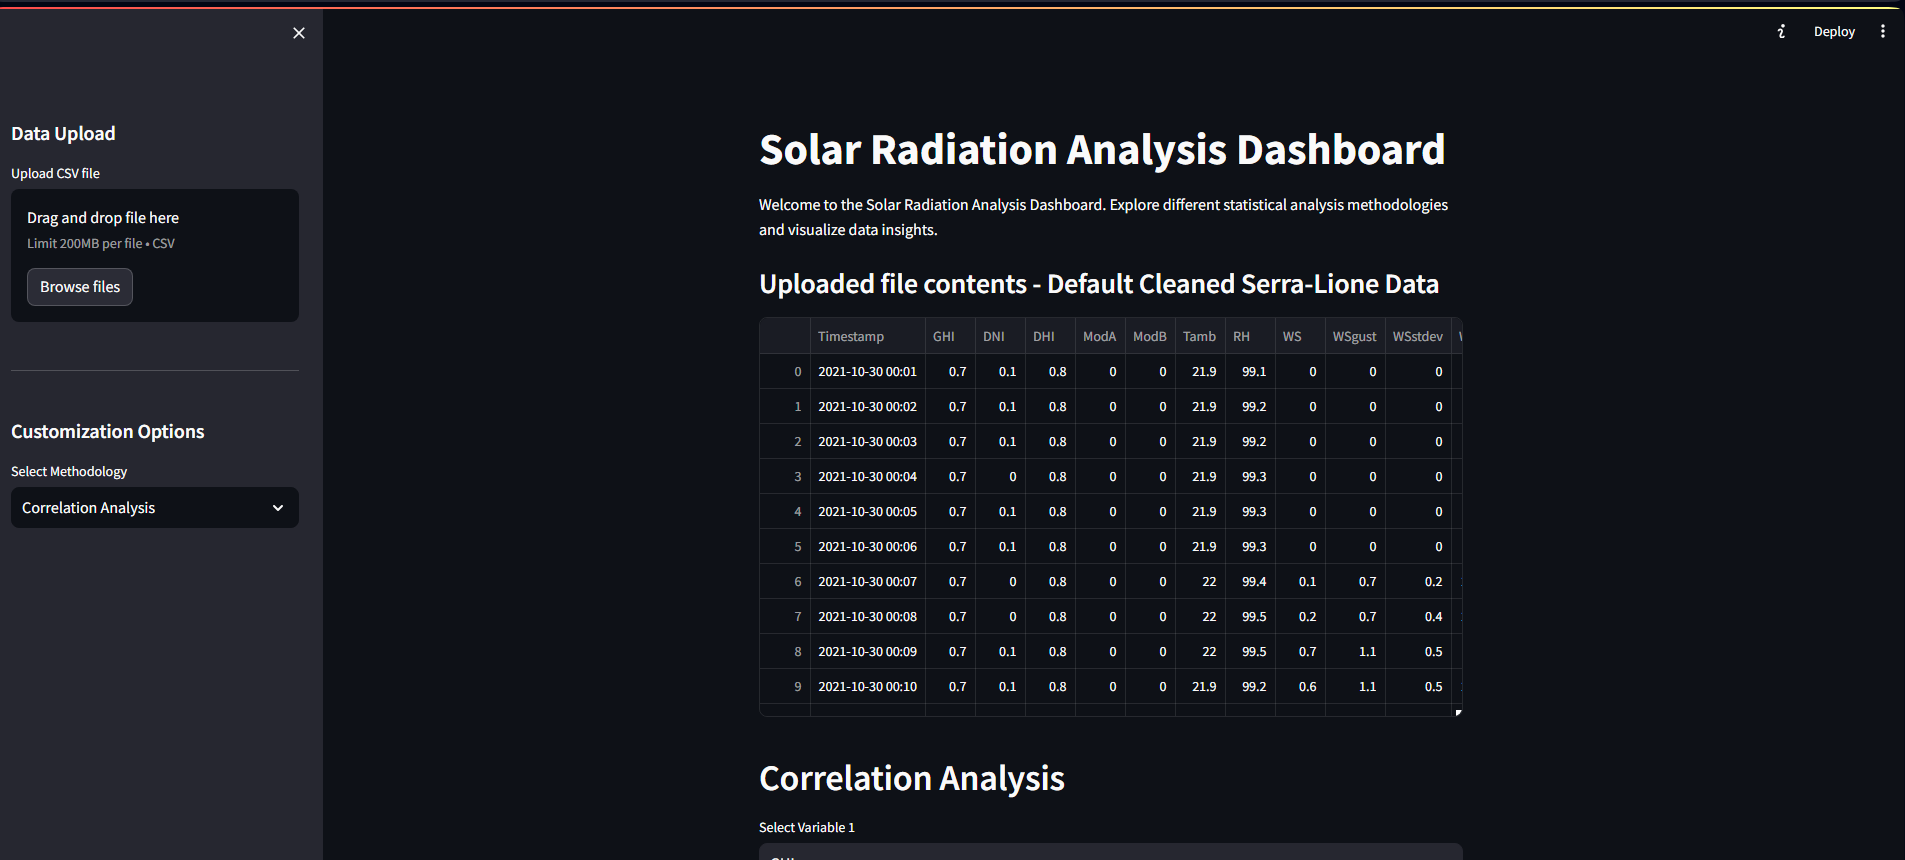 Deploy
Data Upload
Upload CSV file
Drag and drop file here
Limit 200MB per file • CSV
Browse files
Customization Options
Select Methodology
Correlation Analysis
Solar Radiation Analysis Dashboard
Welcome to the Solar Radiation Analysis Dashboard. Explore different statistical analysis methodologies
and visualize data insights.
Uploaded file contents - Default Cleaned Serra-Lione Data
Timestamp GHI DNI DHI ModA ModB Tamb RH WS WSgust WSstdev
0 2021-10-30 00:01 0.7 0.1 0.8 0 0 21.9 99.1 0 0 0
1 2021-10-30 00:02 0.7 0.1 0.8 0 0 21.9 99.2 0 0 0
2 2021-10-30 00:03 0.7 0.1 0.8 0 0 21.9 99.2 0 0 0
3 2021-10-30 00:04 0.7 0 0.8 0 0 21.9 99.3 0 0 0
4 2021-10-30 00:05 0.7 0.1 0.8 0 0 21.9 99.3 0 0 0
5 2021-10-30 00:06 0.7 0.1 0.8 0 0 21.9 99.3 0 0 0
6 2021-10-30 00:07 0.7 0 0.8 0 0 22 99.4 0.1 0.7 0.2
7 2021-10-30 00:08 0.7 0 0.8 0 0 22 99.5 0.2 0.7 0.4
8 2021-10-30 00:09 0.7 0.1 0.8 0 0 22 99.5 0.7 1.1 0.5
9 2021-10-30 00:10 0.7 0.1 0.8 0 0 21.9 99.2 0.6 1.1 0.5
Correlation Analysis
Select Variable 1